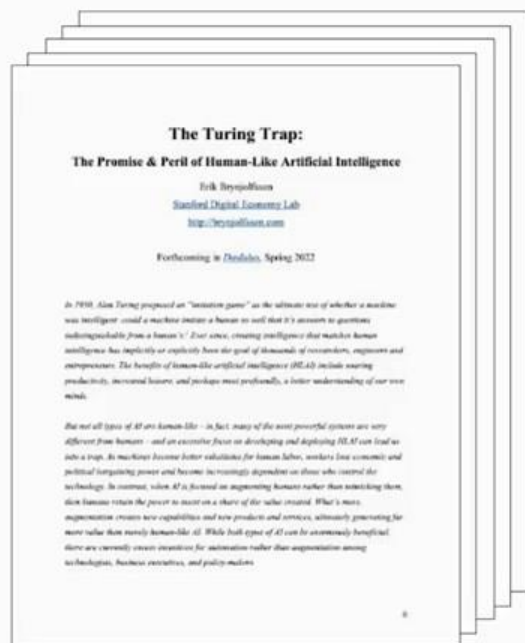 The Turing Trap:
The Promise & Peril of Human-Like Artificial Intelligence
Erik Brynjolfsson
Stanford Digital Economy Lab
http://brynjolfsson.com
Forthcoming in Daedalus, Spring 2022
In 1950, Alan Turing proposed an "imitation game" as the ultimate test of whether a machine
was intelligent: could a machine imitate a human so well that it's answers to questions
indistinguishable from a human's? Ever since, creating intelligence that matches human
intelligence has implicitly or explicitly been the goal of thousands of researchers, engineers and
entrepreneurs. The benefits of human-like artificial intelligence (HLAI) include soaring
productivity, increased leisure, and perhaps most profoundly, a better understanding of our own
minds.
But not all types of AI are human-like – in fact, many of the most powerful systems are very
different from humans – and an excessive focus on developing and deploying HLAI can lead us
into a trap. As machines become better substitutes for human labor, workers lose economic and
political bargaining power and become increasingly dependent on those who control the
technology. In contrast, when AI is focused on augmenting humans rather than mimicking them,
then humans retain the power to insist on a share of the value created. What's more,
augmentation creates new capabilities and new products and services, ultimately generating far
more value than merely human-like AI. While both types of AI can be enormously beneficial,
there are currently excess incentives for automation rather than augmentation among
technologists, business executives, and policy-makers